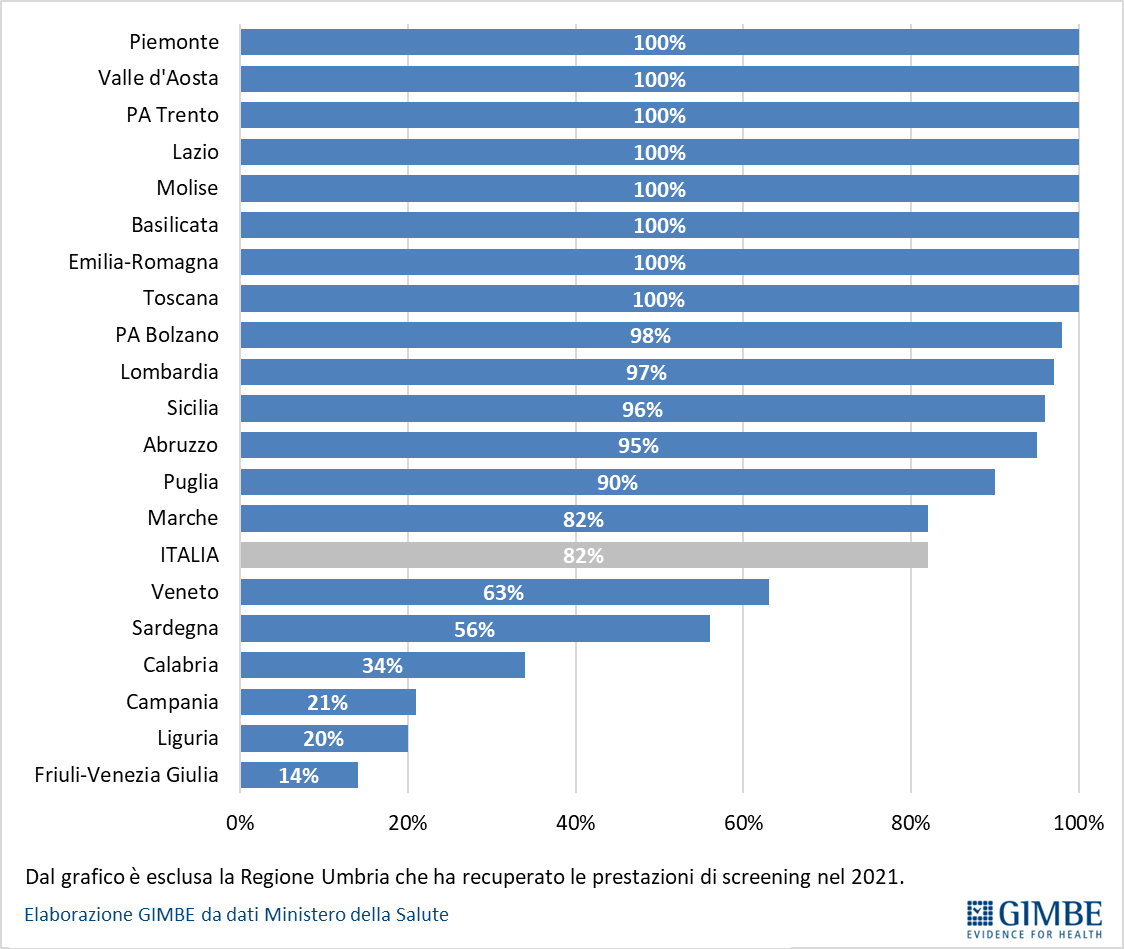 Piemonte 100%
Valle d'Aosta 100%
PA Trento 100%
Lazio 100%
Molise 100%
Basilicata 100%
Emilia-Romagna 100%
Toscana 100%
PA Bolzano 98%
Lombardia 97%
Sicilia 96%
Abruzzo 95%
Puglia 90%
Marche 82%
ITALIA 82%
Veneto 63%
Sardegna 56%
Calabria 34%
Campania 21%
Liguria 20%
Friuli-Venezia Giulia 14%
0% 20% 40% 60% 80% 100%
Dal grafico è esclusa la Regione Umbria che ha recuperato le prestazioni di screening nel 2021.
Elaborazione GIMBE da dati Ministero della Salute
GIMBE
EVIDENCE FOR HEALTH